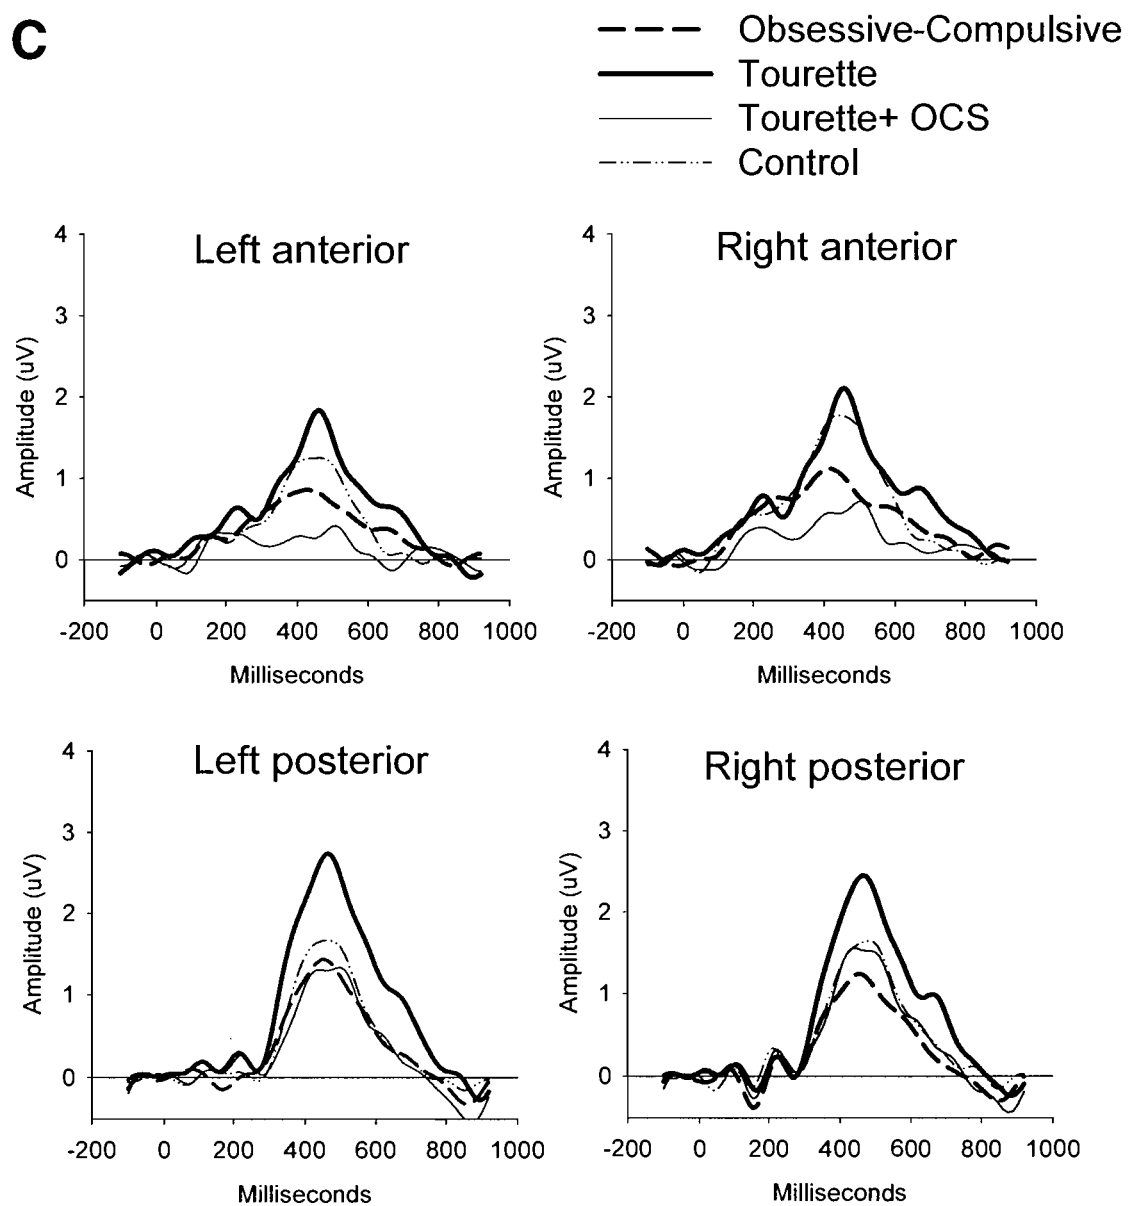 C
Obsessive-Compulsive
Tourette
Tourette+ OCS
Control
Left anterior
4
3
2
1
0
Amplitude (uV)
-200 0 200 400 600 800 1000
Milliseconds
Right anterior
4
3
2
1
0
Amplitude (uV)
-200 0 200 400 600 800 1000
Milliseconds
Left posterior
4
3
2
1
0
Amplitude (uV)
-200 0 200 400 600 800 1000
Milliseconds
Right posterior
4
3
2
1
0
Amplitude (uV)
-200 0 200 400 600 800 1000
Milliseconds